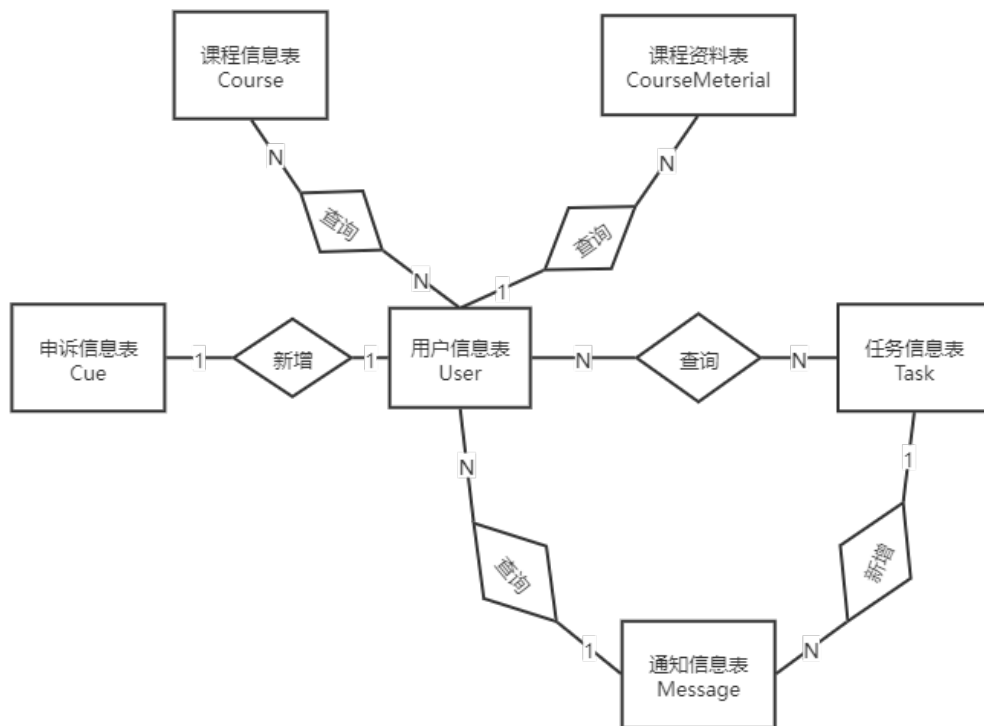 课程信息表
Course
课程资料表
CourseMeterial
N
N
查询
查询
N
1
申诉信息表
Cue
1
新增
1
用户信息表
User
N
查询
N
任务信息表
Task
N
1
查询
新增
1
N
通知信息表
Message